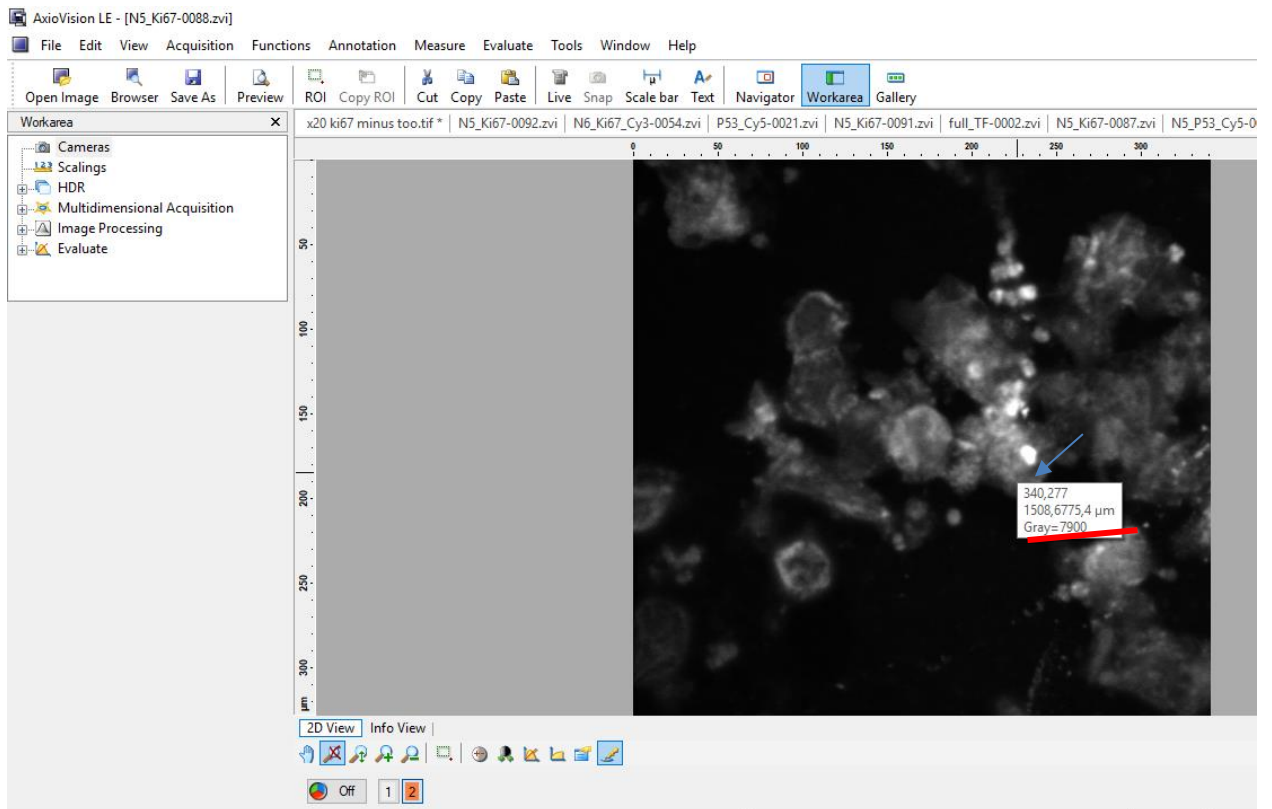 AxioVision LE - [N5_Ki67-0088.zvi]
File Edit View Acquisition Functions Annotation Measure Evaluate Tools Window Help
Open Image Browser Save As Preview ROI Copy ROI Cut Copy Paste Live Snap Scale bar Text Navigator Workarea Gallery
Workarea x
x20 ki67 minus too.tif * N5_Ki67-0092.zvi N6_Ki67_Cy3-0054.zvi P53_Cy5-0021.zvi N5_Ki67-0091.zvi full_TF-0002.zvi N5_Ki67-0087.zvi N5_P53_Cy5-0
Cameras
Scalings
HDR
Multidimensional Acquisition
Image Processing
Evaluate
0 50 100 150 200 250 300
50
100
150
200
250
300
µm
340,277
1508,6775,4 µm
Gray=7900
2D View Info View
Off 1 2